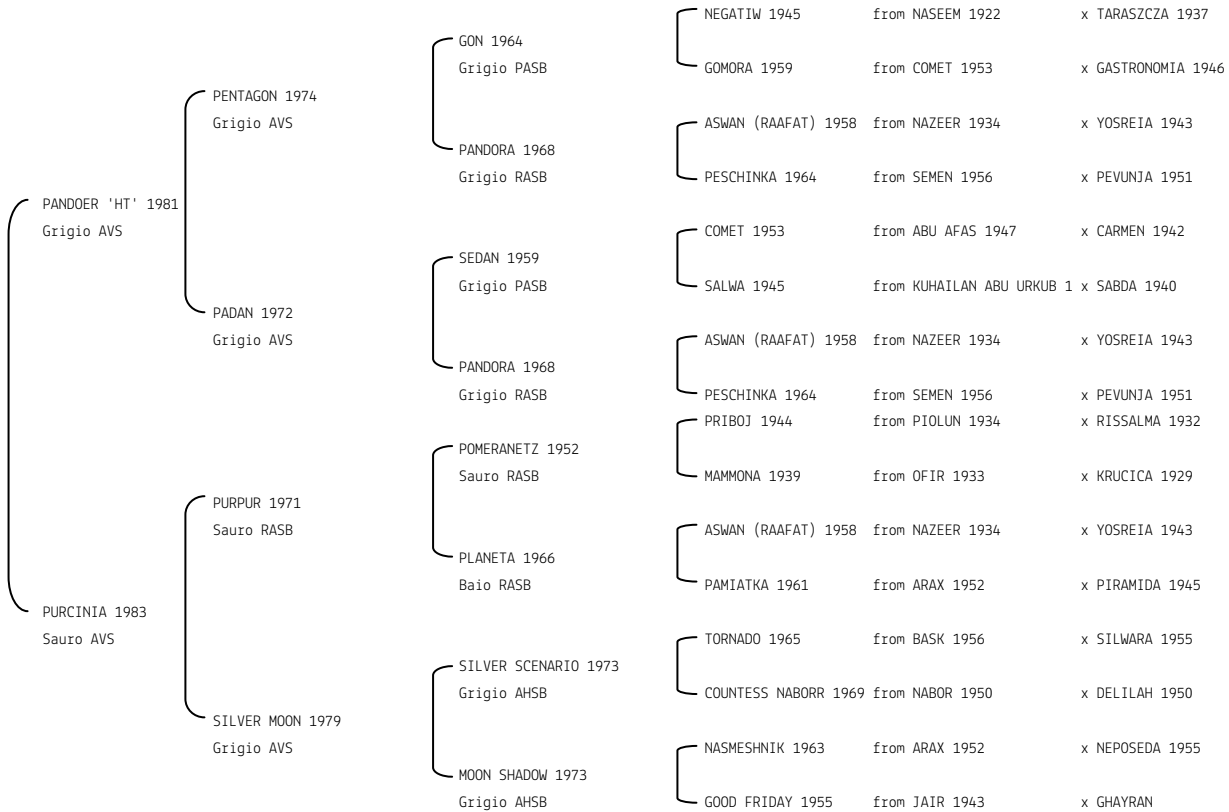 NEGATIW 1945 from NASEEM 1922 x TARASZCZA 1937
GON 1964
Grigio PASB
GOMORA 1959 from COMET 1953 x GASTRONOMIA 1946
PENTAGON 1974
Grigio AVS
ASWAN (RAAFAT) 1958 from NAZEER 1934 x YOSREIA 1943
PANDORA 1968
Grigio RASB
PESCHINKA 1964 from SEMEN 1956 x PEVUNJA 1951
PANDOER 'HT' 1981
Grigio AVS
COMET 1953 from ABU AFAS 1947 x CARMEN 1942
SEDAN 1959
Grigio PASB
SALWA 1945 from KUHAILAN ABU URKUB 1 x SABDA 1940
PADAN 1972
Grigio AVS
ASWAN (RAAFAT) 1958 from NAZEER 1934 x YOSREIA 1943
PANDORA 1968
Grigio RASB
PESCHINKA 1964 from SEMEN 1956 x PEVUNJA 1951
PRIBOJ 1944 from PIOLUN 1934 x RISSALMA 1932
POMERANETZ 1952
Sauro RASB
MAMMONA 1939 from OFIR 1933 x KRUCICA 1929
PURPUR 1971
Sauro RASB
ASWAN (RAAFAT) 1958 from NAZEER 1934 x YOSREIA 1943
PLANETA 1966
Baio RASB
PAMIATKA 1961 from ARAX 1952 x PIRAMIDA 1945
PURCINIA 1983
Sauro AVS
TORNADO 1965 from BASK 1956 x SILWARA 1955
SILVER SCENARIO 1973
Grigio AHSB
COUNTESS NABORR 1969 from NABOR 1950 x DELILAH 1950
SILVER MOON 1979
Grigio AVS
NASMESHNIK 1963 from ARAX 1952 x NEPOSEDA 1955
MOON SHADOW 1973
Grigio AHSB
GOOD FRIDAY 1955 from JAIR 1943 x GHAYRAN